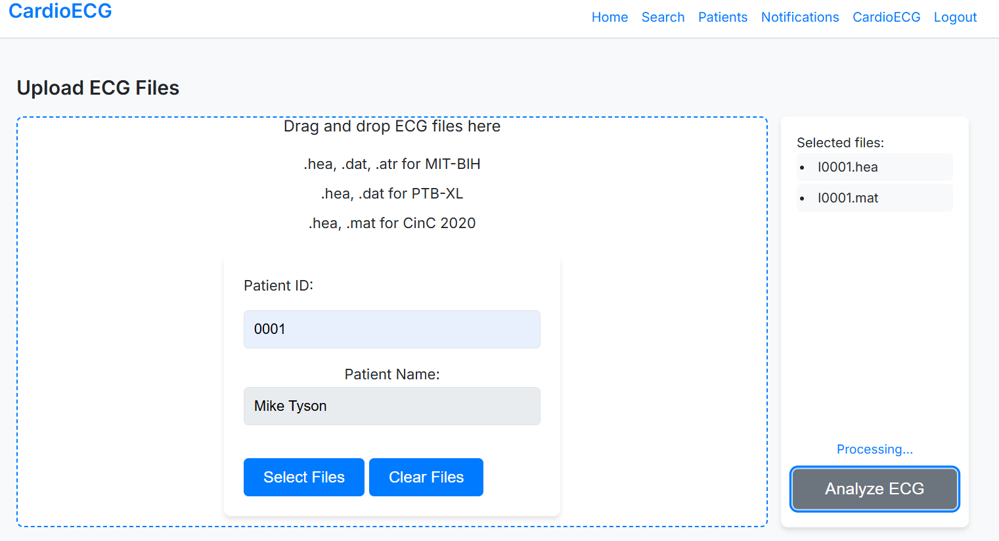 CardioECG
Home Search Patients Notifications CardioECG Logout
Upload ECG Files
Drag and drop ECG files here
.hea, .dat, .atr for MIT-BIH
.hea, .dat for PTB-XL
.hea, .mat for CinC 2020
Patient ID:
0001
Patient Name:
Mike Tyson
Select Files Clear Files
Selected files:
• I0001.hea
• I0001.mat
Processing...
Analyze ECG